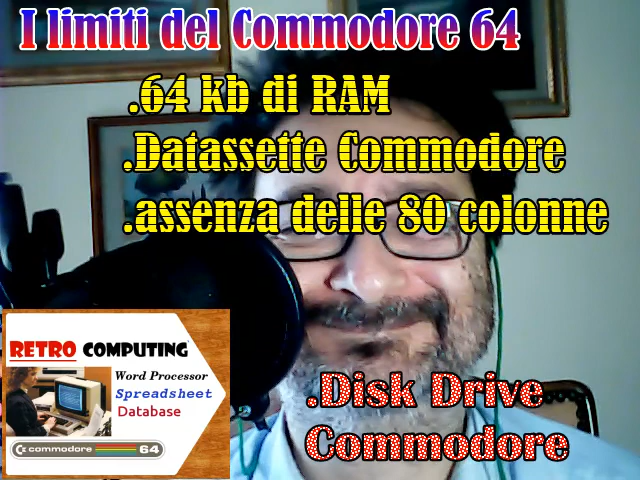 I limiti del Commodore 64
.64 kb di RAM
.Datassette Commodore
.assenza delle 80 colonne
RETRO COMPUTING
Word Processor
Spreadsheet
Database
commodore 64
.Disk Drive
Commodore